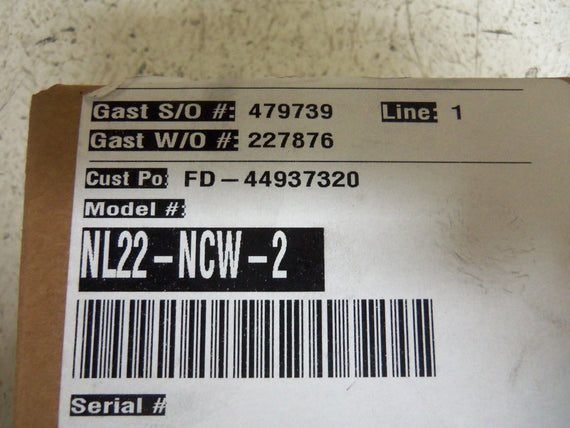 Gast S/O #: 479739 Line: 1
Gast W/O #: 227876
Cust Po: FD-44937320
Model #:
NL22-NCW-2
Serial #